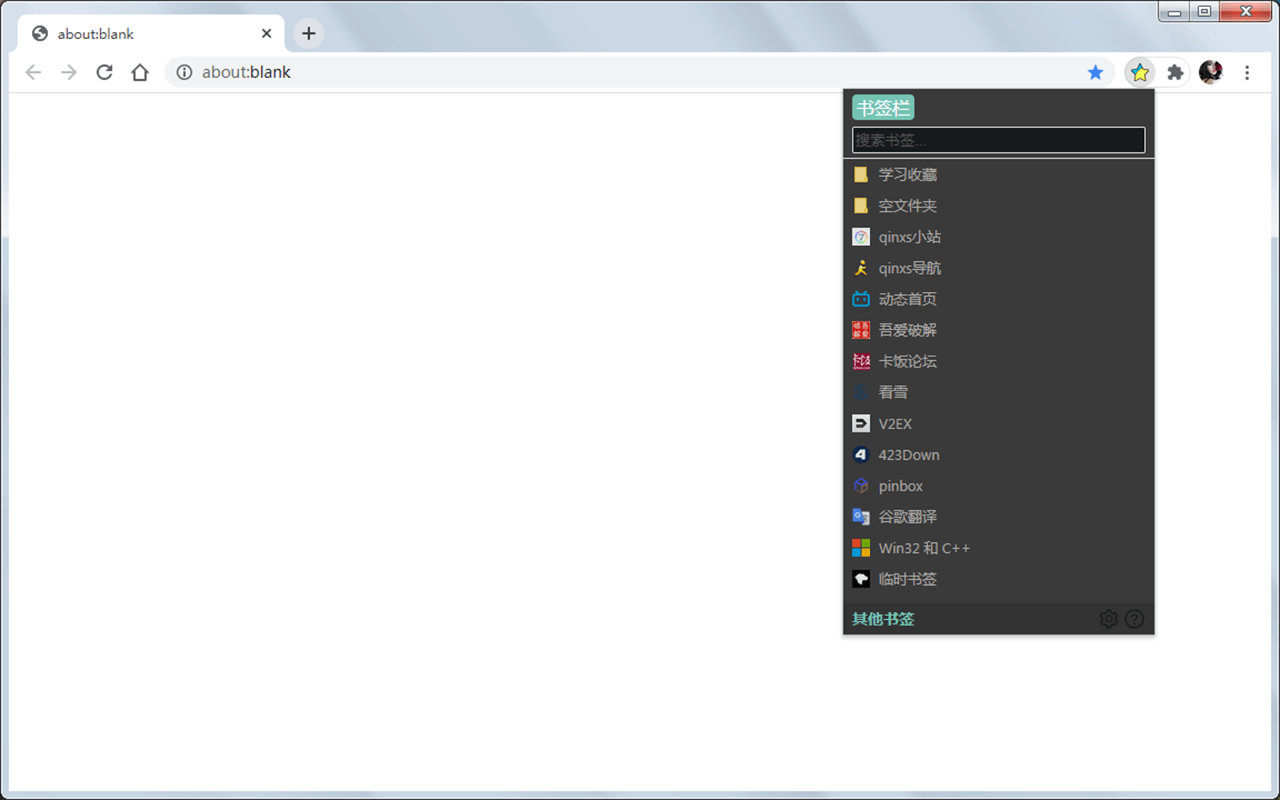 about:blank
about:blank
书签栏
搜索书签...
学习收藏
空文件夹
qinxs小站
qinxs导航
动态首页
吾爱破解
卡饭论坛
看雪
V2EX
423Down
pinbox
谷歌翻译
Win32 和 C++
临时书签
其他书签